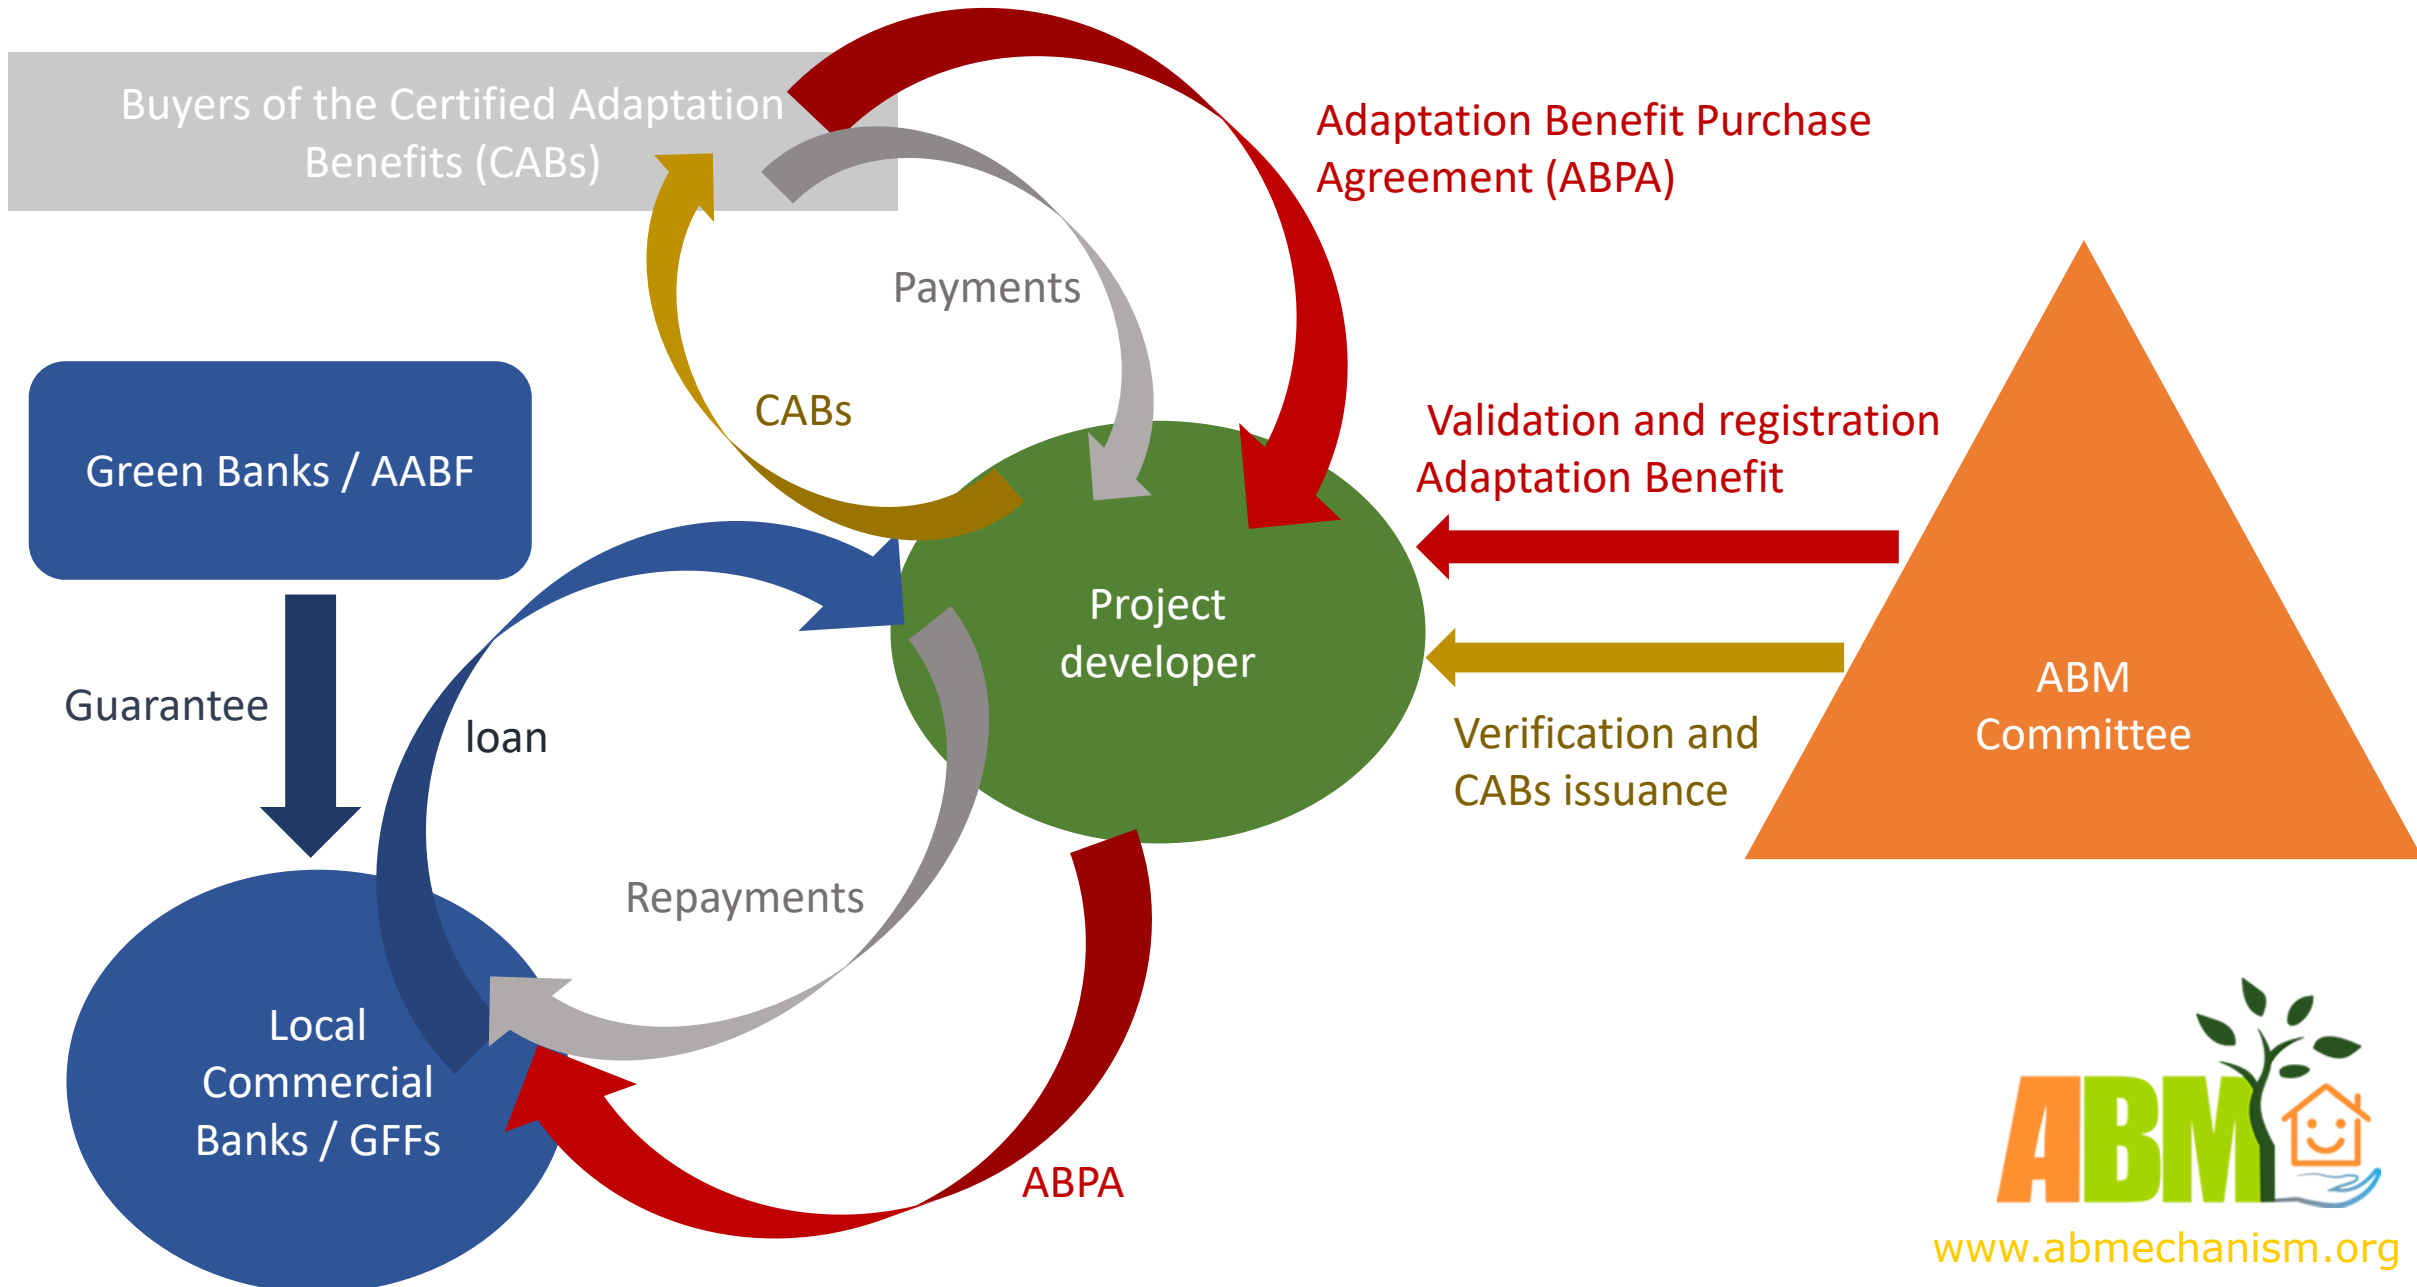 Buyers of the Certified Adaptation
Benefits (CABs)
Adaptation Benefit Purchase
Agreement (ABPA)
Payments
CABs
Green Banks / AABF
Validation and registration
Adaptation Benefit
Project
developer
ABM
Committee
Guarantee
loan
Verification and
CABs issuance
Repayments
Local
Commercial
Banks / GFFs
ABPA
ABM
www.abmechanism.org